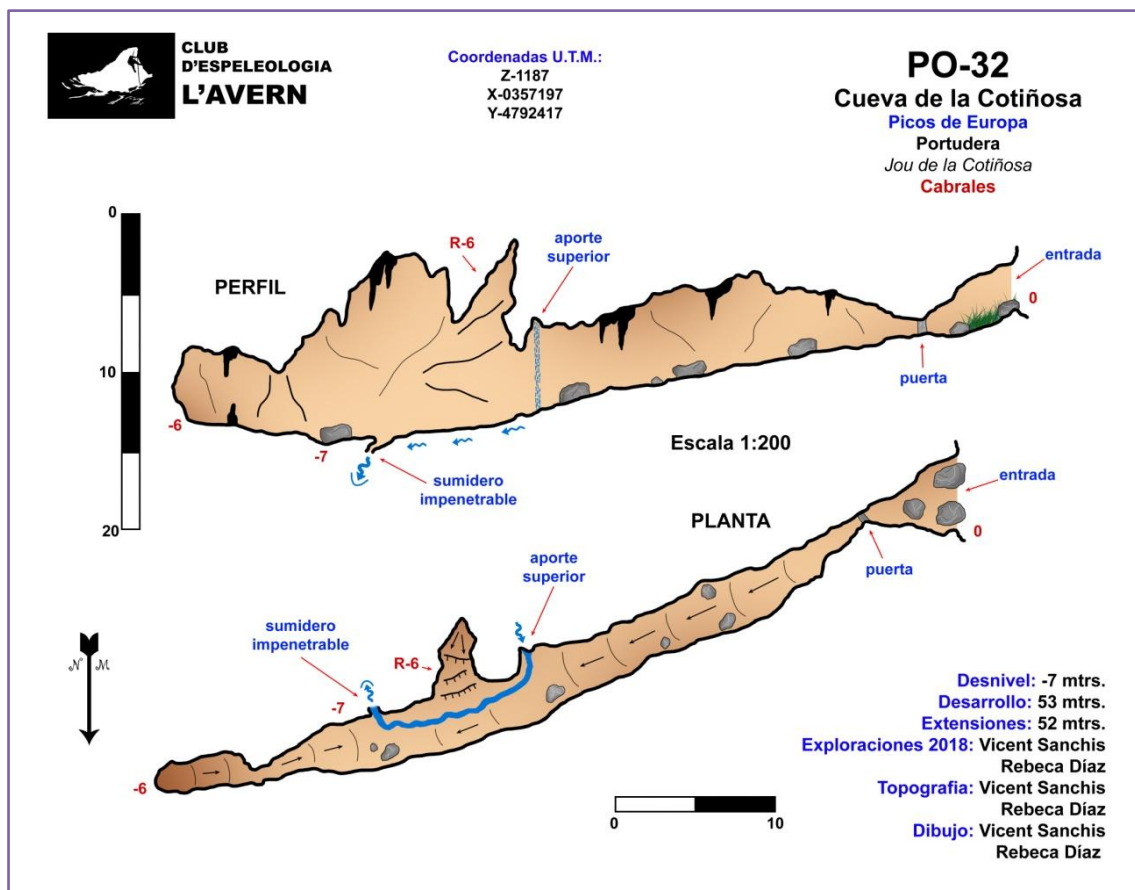 CLUB
D'ESPELEOLOGIA
L'AVERN
Coordenadas U.T.M.:
Z-1187
X-0357197
Y-4792417
PO-32
Cueva de la Cotiñosa
Picos de Europa
Portudera
Jou de la Cotiñosa
Cabrales
0
10
20
PERFIL
R-6
aporte
superior
entrada
0
puerta
-6
-7
sumidero
impenetrable
Escala 1:200
PLANTA
entrada
0
puerta
aporte
superior
sumidero
impenetrable
R-6
-7
-6
N M
0 10
Desnivel: -7 mtrs.
Desarrollo: 53 mtrs.
Extensiones: 52 mtrs.
Exploraciones 2018: Vicent Sanchis
Rebeca Díaz
Topografia: Vicent Sanchis
Rebeca Díaz
Dibujo: Vicent Sanchis
Rebeca Díaz